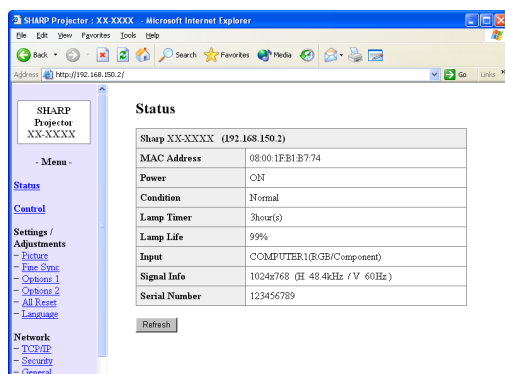 SHARP Projector : XX-XXXX - Microsoft Internet Explorer
File Edit View Favorites Tools Help
Back Search Favorites Media
Address http://192.168.150.2/ Go Links
SHARP
Projector
XX-XXXX
- Menu -
Status
Control
Settings /
Adjustments
– Picture
– Fine Sync
– Options 1
– Options 2
– All Reset
– Language
Network
– TCP/IP
– Security
– General
Status
Sharp XX-XXXX (192.168.150.2)
MAC Address 08:00:1F:B1:B7:74
Power ON
Condition Normal
Lamp Timer 3hour(s)
Lamp Life 99%
Input COMPUTER1(RGB/Component)
Signal Info 1024x768 (H 48.4kHz / V 60Hz )
Serial Number 123456789
Refresh